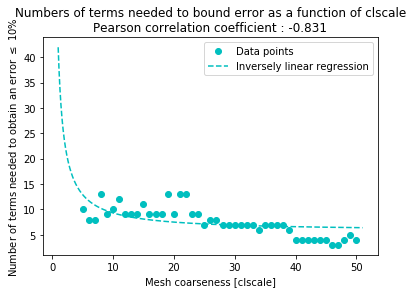 Numbers of terms needed to bound error as a function of clscale
Pearson correlation coefficient : -0.831
Number of terms needed to obtain an error ≤ 10%
40
35
30
25
20
15
10
5
Data points
Inversely linear regression
0 10 20 30 40 50
Mesh coarseness [clscale]